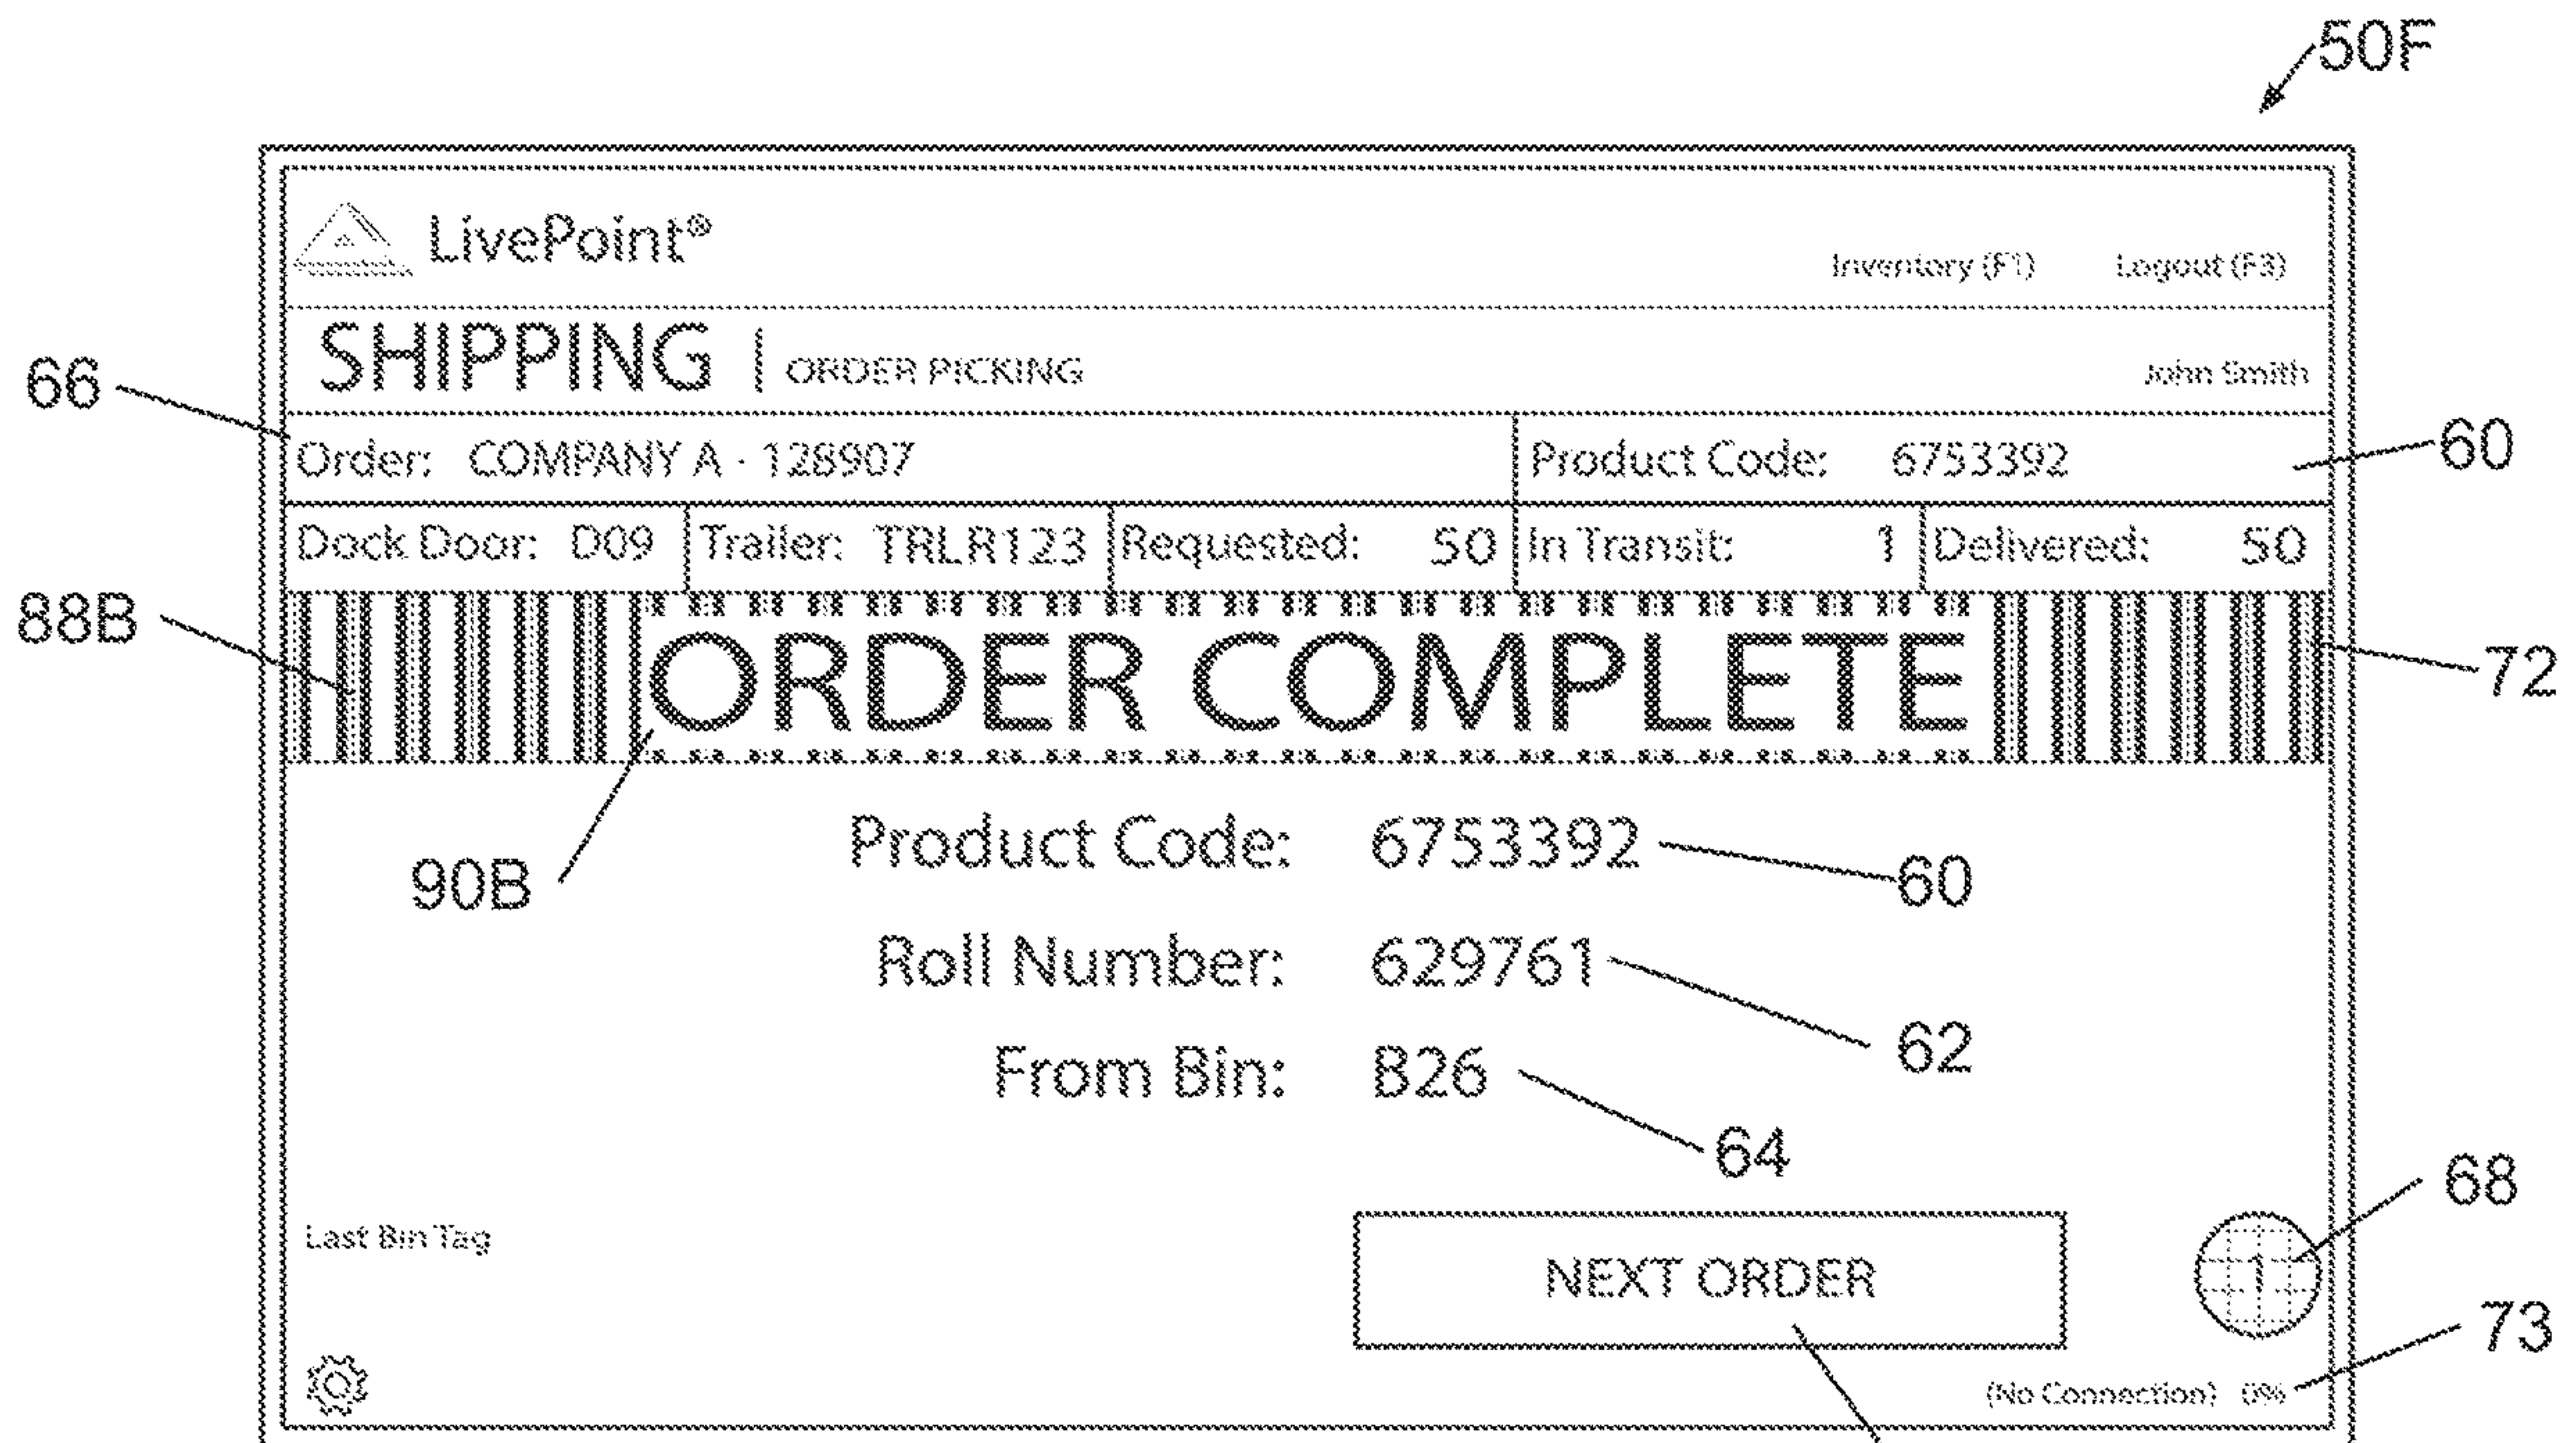 50F
LivePoint®
Inventory (F1) Logout (F3)
SHIPPING | ORDER PICKING John Smith
66
Order: COMPANY A · 128907 Product Code: 6753392
60
Dock Door: D09 Trailer: TRLR123 Requested: 50 In Transit: 1 Delivered: 50
88B
ORDER COMPLETE
72
Product Code: 6753392
90B
60
Roll Number: 629761
62
From Bin: B26
64
68
Last Bin Tag
NEXT ORDER
1
73
(No Connection) 0%